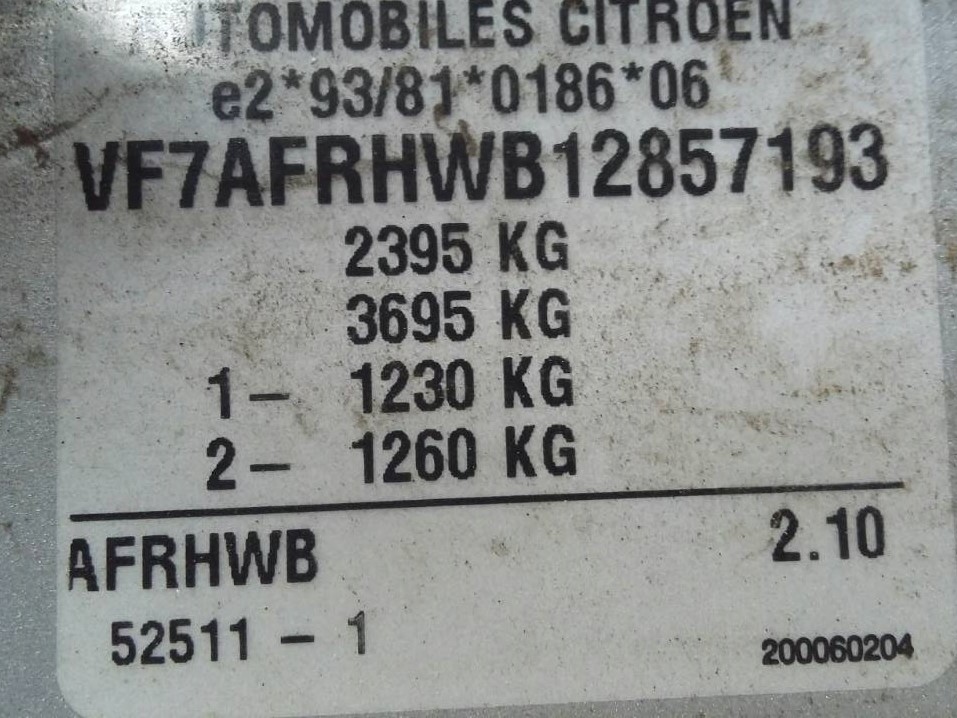 AUTOMOBILES CITROEN
e2*93/81*0186*06
VF7AFRHWB12857193
2395 KG
3695 KG
1- 1230 KG
2- 1260 KG
AFRHWB 2.10
52511 - 1 200060204